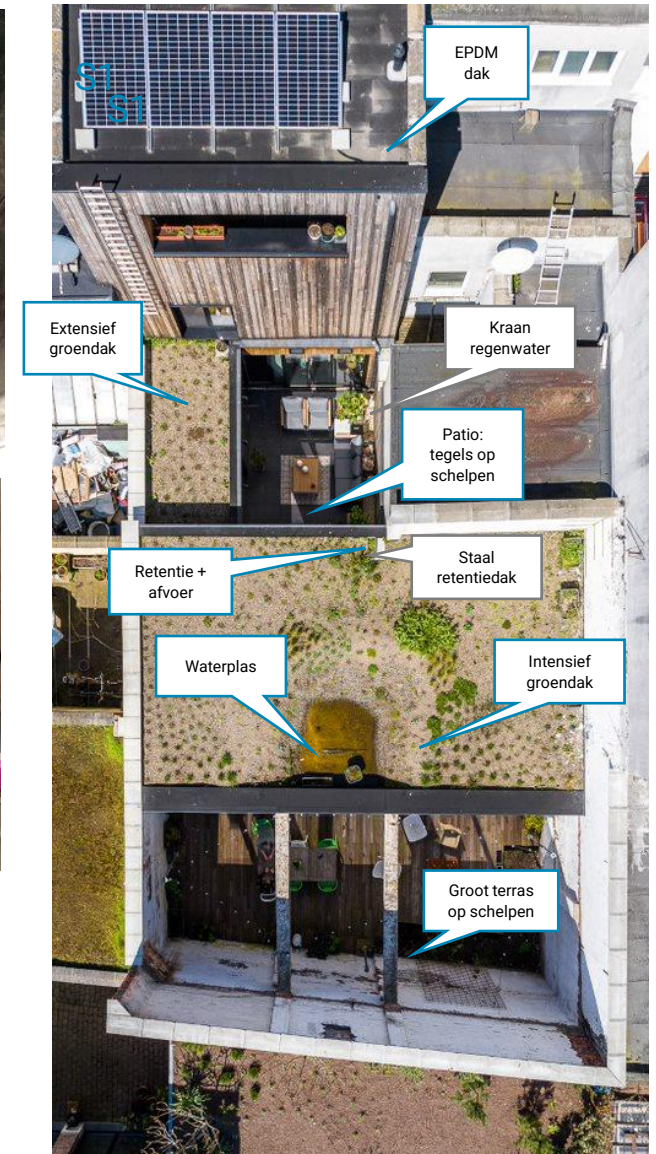 S1
S1
EPDM
dak
Extensief
groendak
Kraan
regenwater
Patio:
tegels op
schelpen
Retentie +
afvoer
Staal
retentiedak
Waterplas
Intensief
groendak
Groot terras
op schelpen